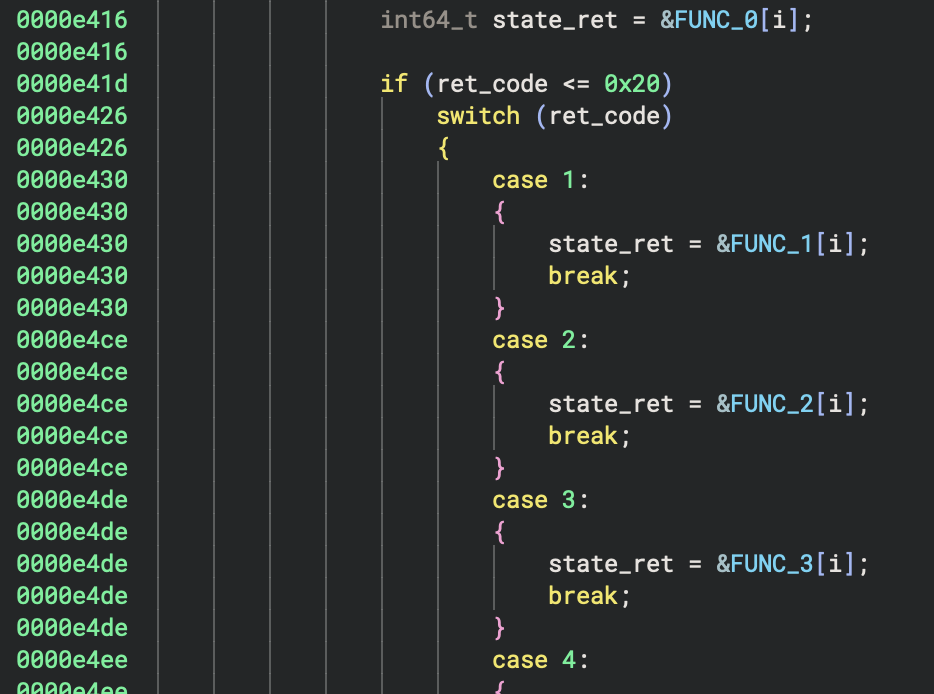 0000e416 int64_t state_ret = &FUNC_0[i];
0000e416
0000e41d if (ret_code <= 0x20)
0000e426 switch (ret_code)
0000e426 {
0000e430 case 1:
0000e430 {
0000e430 state_ret = &FUNC_1[i];
0000e430 break;
0000e430 }
0000e4ce case 2:
0000e4ce {
0000e4ce state_ret = &FUNC_2[i];
0000e4ce break;
0000e4ce }
0000e4de case 3:
0000e4de {
0000e4de state_ret = &FUNC_3[i];
0000e4de break;
0000e4de }
0000e4ee case 4:
0000e4ee {